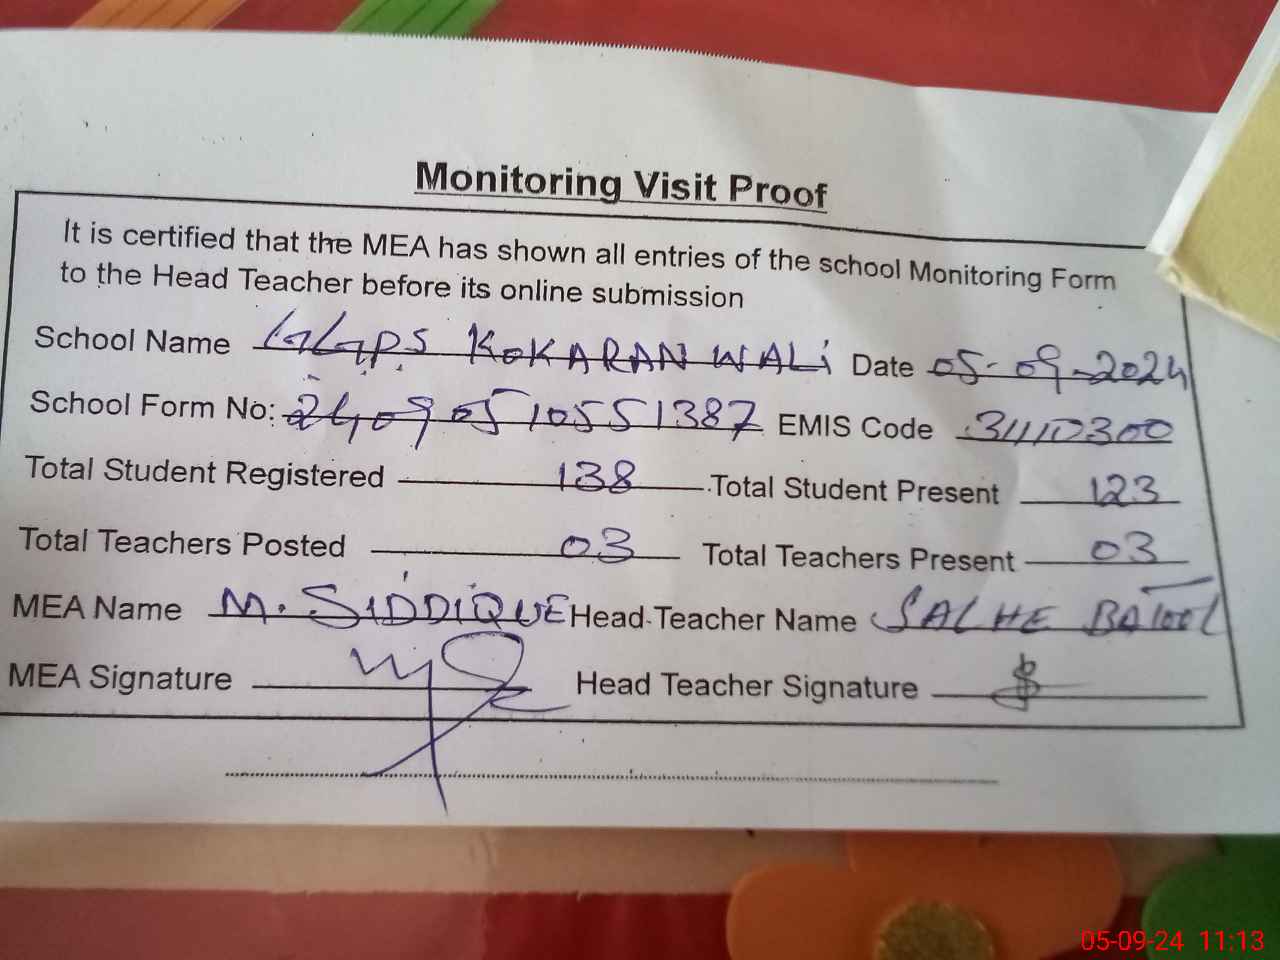 Monitoring Visit Proof
It is certified that the MEA has shown all entries of the school Monitoring Form
to the Head Teacher before its online submission
School Name GGPS KOKARAN WALI Date 05-09-2024
School Form No: 2409051055 1387 EMIS Code 34110300
Total Student Registered 138 Total Student Present 123
Total Teachers Posted 03 Total Teachers Present 03
MEA Name M. SIDDIQUE Head Teacher Name SALHE BATOOL
MEA Signature Head Teacher Signature
05-09-24 11:13